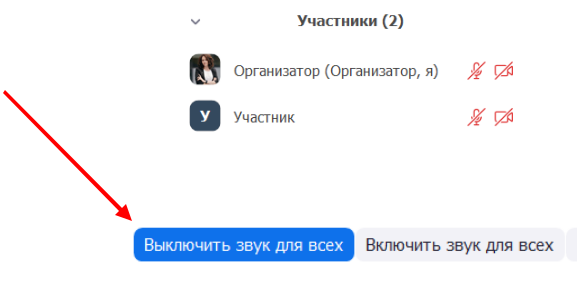 Участники (2)
Организатор (Организатор, я)
У
Участник
Выключить звук для всех
Включить звук для всех